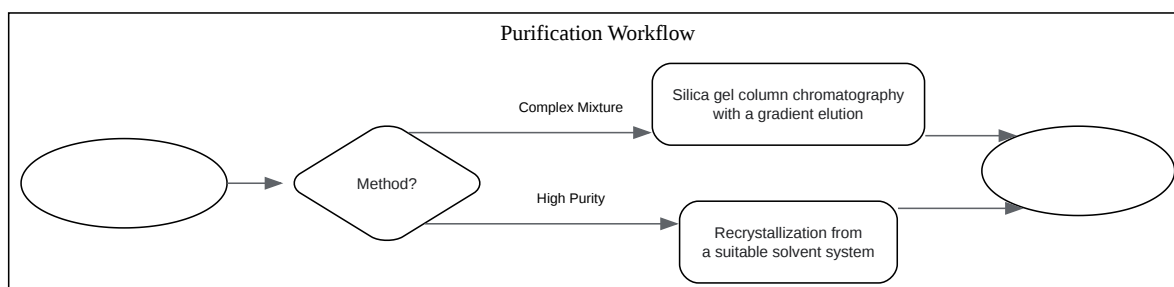 Purification Workflow
Complex Mixture
Silica gel column chromatography
with a gradient elution
Method?
High Purity
Recrystallization from
a suitable solvent system